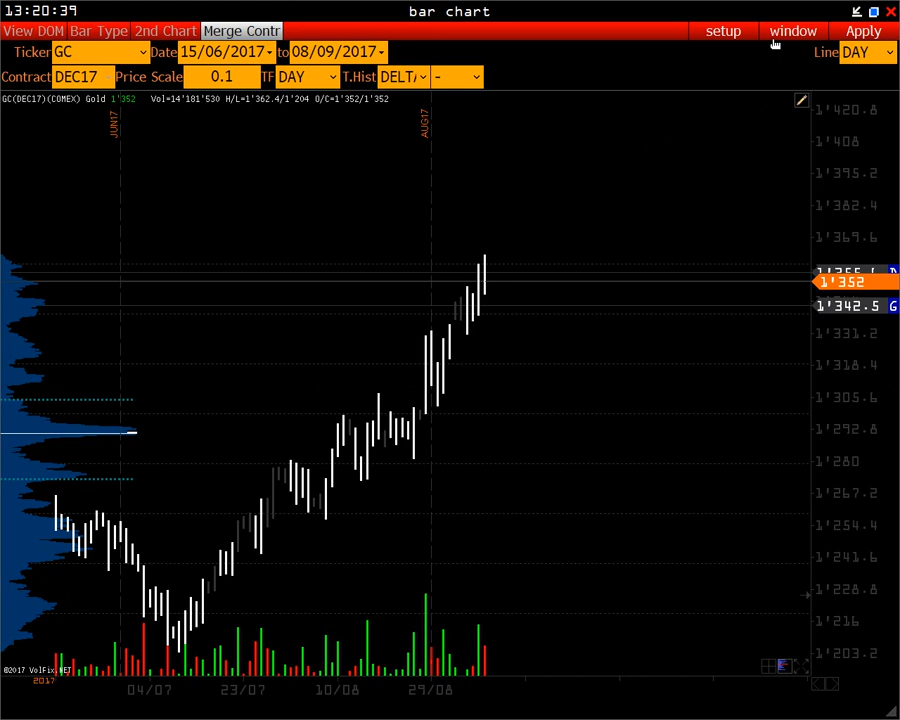 13:20:39 bar chart
View DOM Bar Type 2nd Chart Merge Contr setup window Apply
Ticker GC Date 15/06/2017 to 08/09/2017 Line DAY
Contract DEC17 Price Scale 0.1 TF DAY T.Hist DELT -
GC(DEC17)(COMEX) Gold 1'352 Vol=14'181'530 H/L=1'362.4/1'204 O/C=1'352/1'352
JUN17
AUG17
1'420.8
1'408
1'395.2
1'382.4
1'369.6
1'352
1'342.5 G
1'331.2
1'318.4
1'305.6
1'292.8
1'280
1'267.2
1'254.4
1'241.6
1'228.8
1'216
1'203.2
©2017 VolFix.NET
2017
04/07 23/07 10/08 29/08